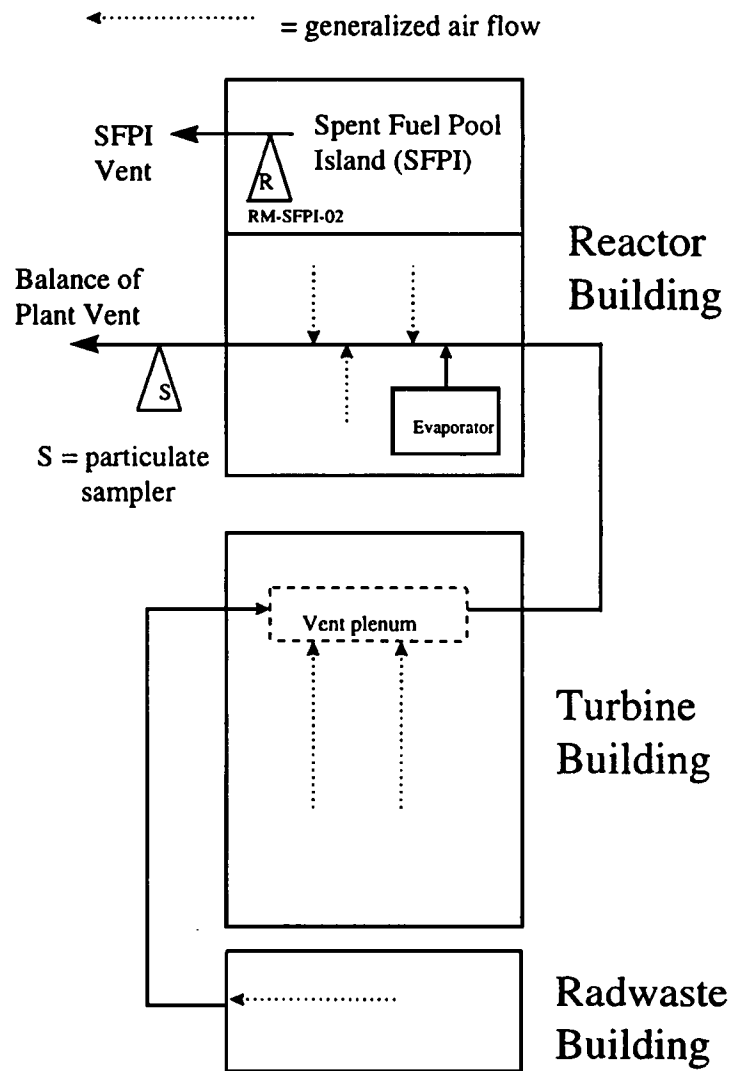 = generalized air flow
SFPI
Vent
Spent Fuel Pool
Island (SFPI)
R
RM-SFPI-02
Reactor
Building
Balance of
Plant Vent
S
Evaporator
S = particulate
sampler
Vent plenum
Turbine
Building
Radwaste
Building